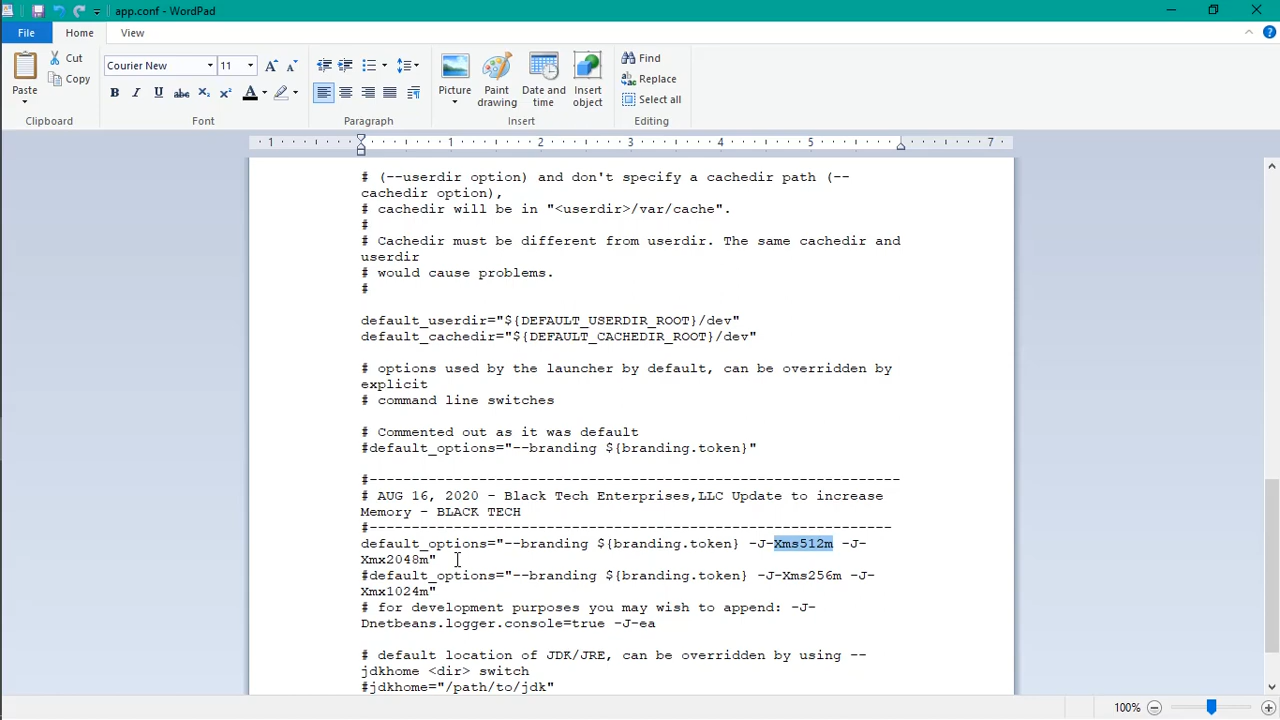 app.conf - WordPad
File
Home
View
Paste
Cut
Copy
Clipboard
Courier New
11
Font
Paragraph
Picture
Paint drawing
Date and time
Insert object
Insert
Find
Replace
Select all
Editing
1 1 2 3 4 5 7
# (--userdir option) and don't specify a cachedir path (--
cachedir option),
# cachedir will be in "<userdir>/var/cache".
#
# Cachedir must be different from userdir. The same cachedir and
userdir
# would cause problems.
#
default_userdir="${DEFAULT_USERDIR_ROOT}/dev"
default_cachedir="${DEFAULT_CACHEDIR_ROOT}/dev"
# options used by the launcher by default, can be overridden by
explicit
# command line switches
# Commented out as it was default
#default_options="--branding ${branding.token}"
#---------------------------------------------------------------
# AUG 16, 2020 - Black Tech Enterprises,LLC Update to increase
Memory - BLACK TECH
#--------------------------------------------------------------
default_options="--branding ${branding.token} -J-Xms512m -J-
Xmx2048m"
#default_options="--branding ${branding.token} -J-Xms256m -J-
Xmx1024m"
# for development purposes you may wish to append: -J-
Dnetbeans.logger.console=true -J-ea
# default location of JDK/JRE, can be overridden by using --
jdkhome <dir> switch
#jdkhome="/path/to/jdk"
100%